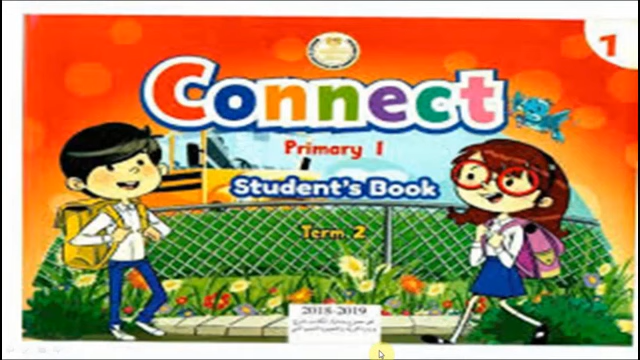 1
Connect
Primary 1
Student's Book
Term. 2
2018-2019